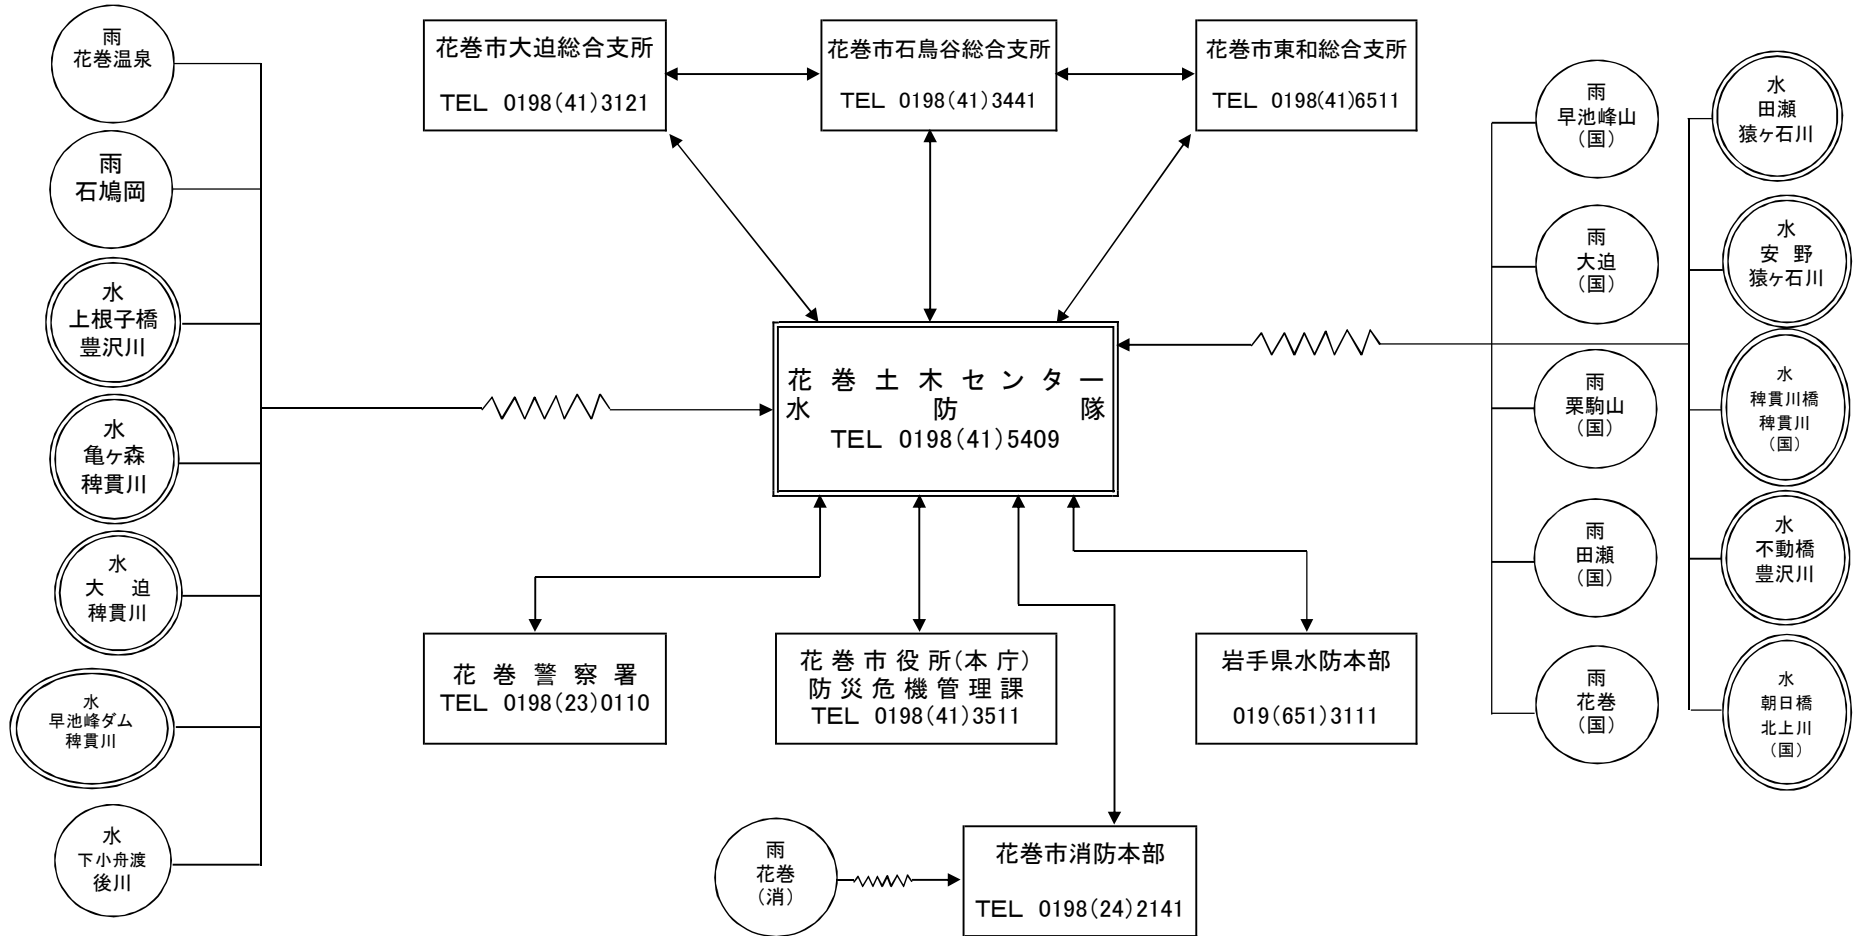 雨
花巻温泉
雨
石鳩岡
水
上根子橋
豊沢川
水
亀ヶ森
稗貫川
水
大　迫
稗貫川
水
早池峰ダム
稗貫川
水
下小舟渡
後川
花巻市大迫総合支所
TEL 0198(41)3121
花巻市石鳥谷総合支所
TEL 0198(41)3441
花巻市東和総合支所
TEL 0198(41)6511
花巻土木センター
水防隊
TEL 0198(41)5409
花巻警察署
TEL 0198(23)0110
花巻市役所(本庁)
防災危機管理課
TEL 0198(41)3511
岩手県水防本部
019(651)3111
雨
花巻
(消)
花巻市消防本部
TEL 0198(24)2141
雨
早池峰山
(国)
雨
大迫
(国)
雨
栗駒山
(国)
雨
田瀬
(国)
雨
花巻
(国)
水
田瀬
猿ヶ石川
水
安　野
猿ヶ石川
水
稗貫川橋
稗貫川
(国)
水
不動橋
豊沢川
水
朝日橋
北上川
(国)